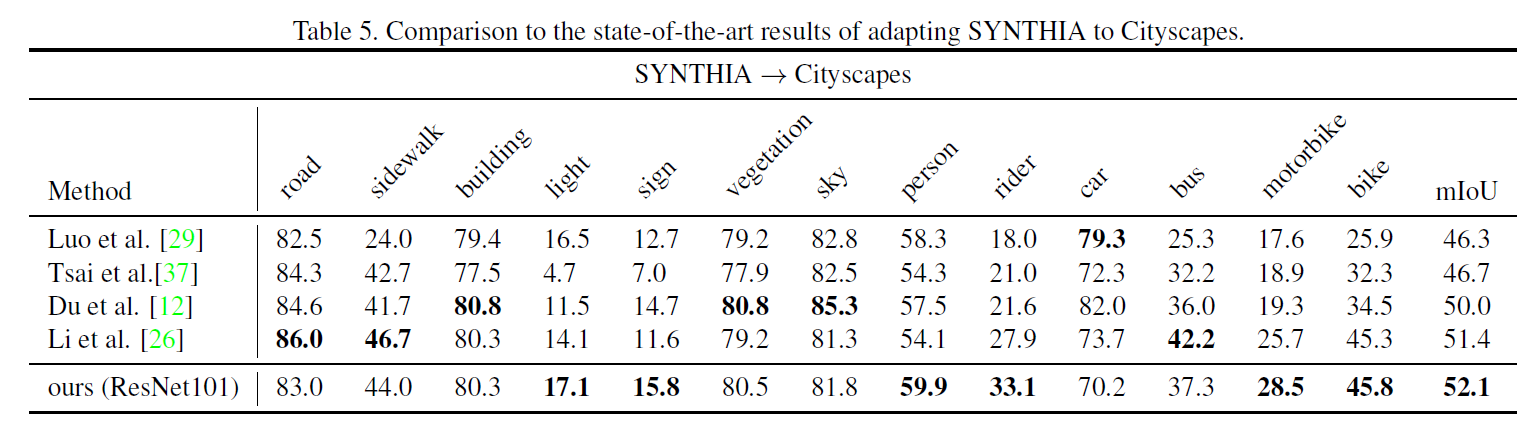 Table 5. Comparison to the state-of-the-art results of adapting SYNTHIA to Cityscapes.
SYNTHIA → Cityscapes
Method road sidewalk building light sign vegetation sky person rider car bus motorbike bike mIoU
Luo et al. [29] 82.5 24.0 79.4 16.5 12.7 79.2 82.8 58.3 18.0 79.3 25.3 17.6 25.9 46.3
Tsai et al.[37] 84.3 42.7 77.5 4.7 7.0 77.9 82.5 54.3 21.0 72.3 32.2 18.9 32.3 46.7
Du et al. [12] 84.6 41.7 80.8 11.5 14.7 80.8 85.3 57.5 21.6 82.0 36.0 19.3 34.5 50.0
Li et al. [26] 86.0 46.7 80.3 14.1 11.6 79.2 81.3 54.1 27.9 73.7 42.2 25.7 45.3 51.4
ours (ResNet101) 83.0 44.0 80.3 17.1 15.8 80.5 81.8 59.9 33.1 70.2 37.3 28.5 45.8 52.1